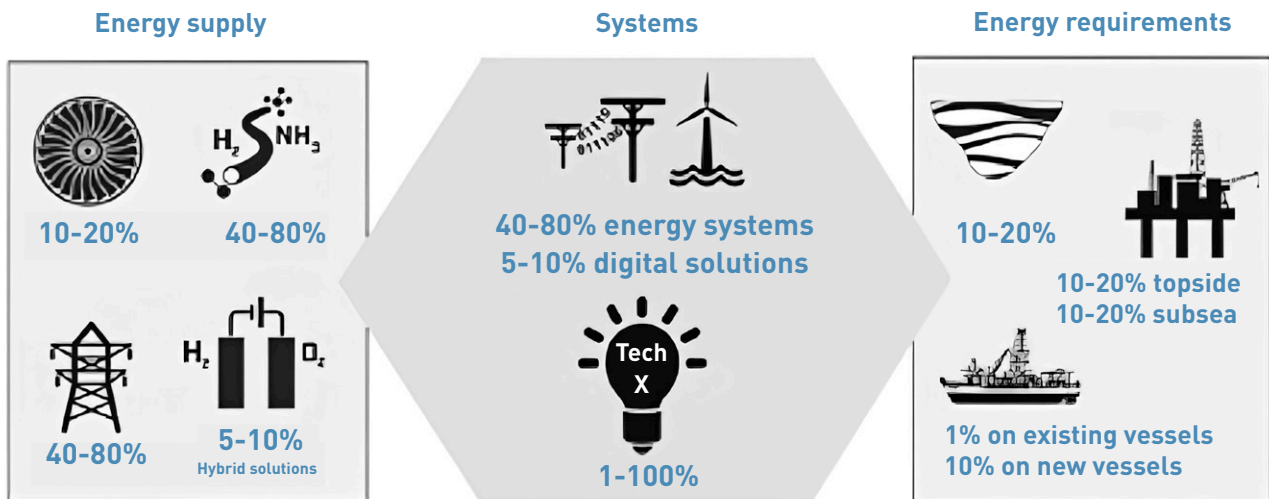 Energy supply
Systems
Energy requirements
H₂
NH₃
10-20%
40-80%
H₂
O₂
40-80%
5-10%
Hybrid solutions
40-80% energy systems
5-10% digital solutions
Tech
X
1-100%
10-20%
10-20% topside
10-20% subsea
1% on existing vessels
10% on new vessels